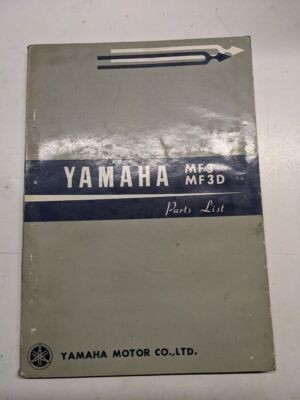 YAMAHA MF3
MF3D
Parts List
YAMAHA MOTOR CO.,LTD.